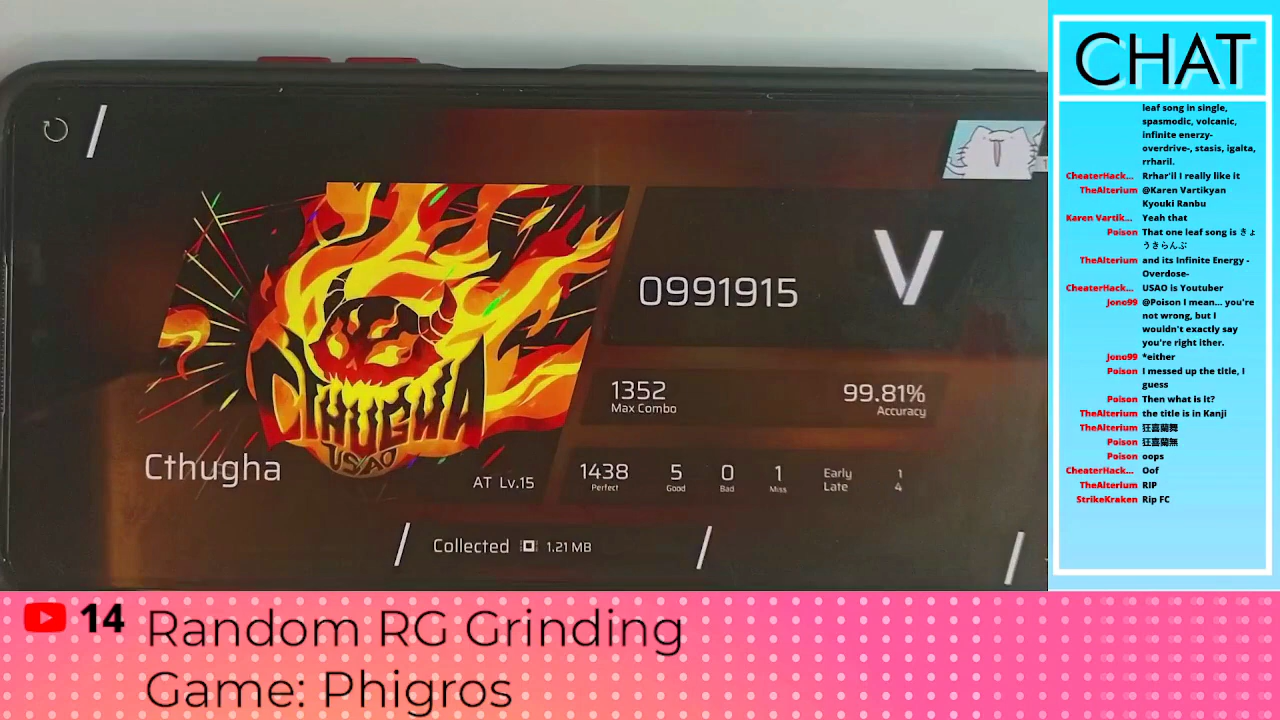 CHAT
leaf song in single,
spasmodic, volcanic,
infinite enerzy-
overdrive-, stasis, igalta,
rrharil.
CheaterHack... Rrhar'il I really like it
TheAlterium @Karen Vartikyan
Kyouki Ranbu
Karen Vartik... Yeah that
Poison That one leaf song is きょ
うきらんぶ
TheAlterium and its Infinite Energy -
Overdose-
CheaterHack... USAO is Youtuber
Jono99 @Poison I mean... you're
not wrong, but I
wouldn't exactly say
you're right ither.
Jono99 *either
Poison I messed up the title, I
guess
Poison Then what is it?
TheAlterium the title is in Kanji
TheAlterium 狂喜蘭舞
Poison 狂喜蘭無
Poison oops
CheaterHack... Oof
TheAlterium RIP
StrikeKraken Rip FC
CTHUGHA
USAO
Cthugha
AT Lv.15
0991915
V
1352
Max Combo
99.81%
Accuracy
1438 5 0 1
Perfect Good Bad Miss
Early 1
Late 4
Collected 1.21 MB
14
Random RG Grinding
Game: Phigros